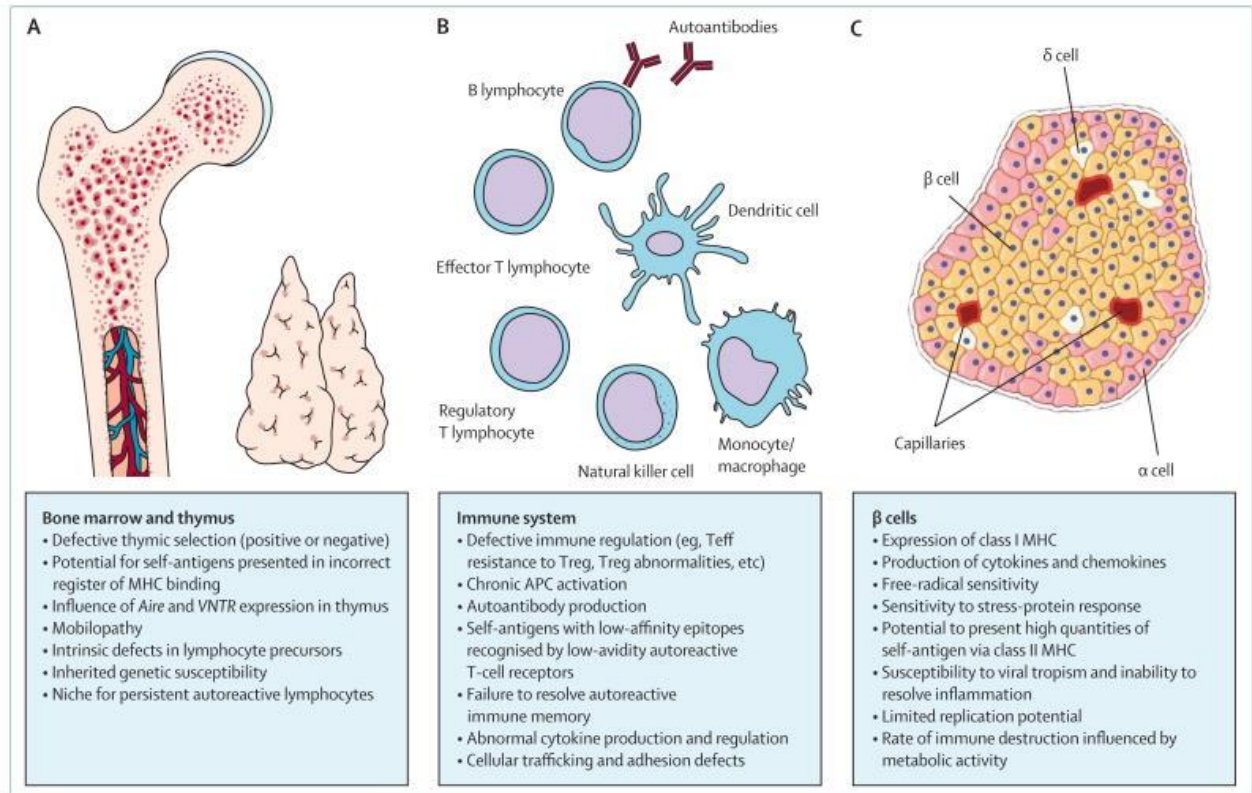 A
B
Autoantibodies
B lymphocyte
Effector T lymphocyte
Dendritic cell
Regulatory
T lymphocyte
Natural killer cell
Monocyte/
macrophage
C
δ cell
β cell
Capillaries
α cell
Bone marrow and thymus
• Defective thymic selection (positive or negative)
• Potential for self-antigens presented in incorrect
register of MHC binding
• Influence of Aire and VNTR expression in thymus
• Mobilopathy
• Intrinsic defects in lymphocyte precursors
• Inherited genetic susceptibility
• Niche for persistent autoreactive lymphocytes
Immune system
• Defective immune regulation (eg, Teff
resistance to Treg, Treg abnormalities, etc)
• Chronic APC activation
• Autoantibody production
• Self-antigens with low-affinity epitopes
recognised by low-avidity autoreactive
T-cell receptors
• Failure to resolve autoreactive
immune memory
• Abnormal cytokine production and regulation
• Cellular trafficking and adhesion defects
β cells
• Expression of class I MHC
• Production of cytokines and chemokines
• Free-radical sensitivity
• Sensitivity to stress-protein response
• Potential to present high quantities of
self-antigen via class II MHC
• Susceptibility to viral tropism and inability to
resolve inflammation
• Limited replication potential
• Rate of immune destruction influenced by
metabolic activity